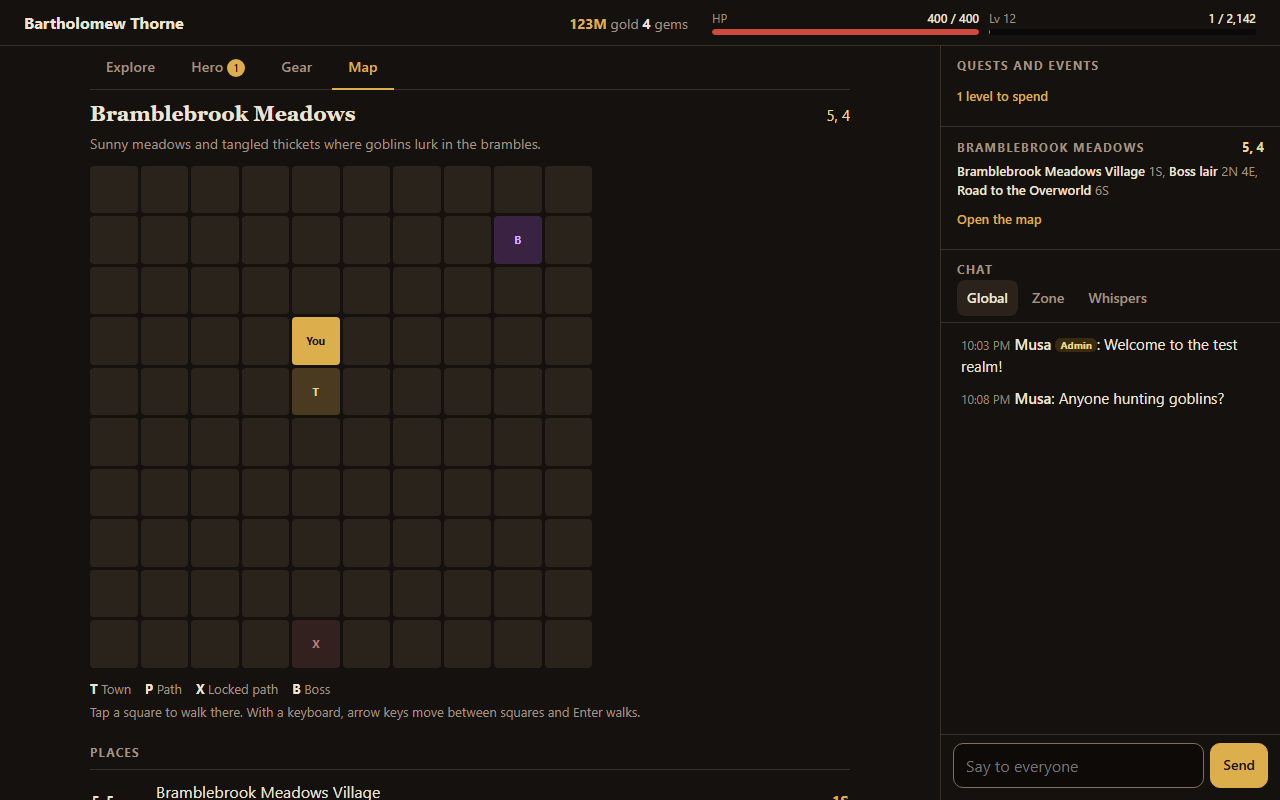 Bartholomew Thorne
123M gold 4 gems
HP 400 / 400
Lv 12 1 / 2,142
Explore
Hero 1
Gear
Map
Bramblebrook Meadows
5, 4
Sunny meadows and tangled thickets where goblins lurk in the brambles.
B
You
T
X
T Town P Path X Locked path B Boss
Tap a square to walk there. With a keyboard, arrow keys move between squares and Enter walks.
PLACES
Bramblebrook Meadows Village
QUESTS AND EVENTS
1 level to spend
BRAMBLEBROOK MEADOWS 5, 4
Bramblebrook Meadows Village 1S, Boss lair 2N 4E,
Road to the Overworld 6S
Open the map
CHAT
Global Zone Whispers
10:03 PM Musa Admin: Welcome to the test
realm!
10:08 PM Musa: Anyone hunting goblins?
Say to everyone
Send